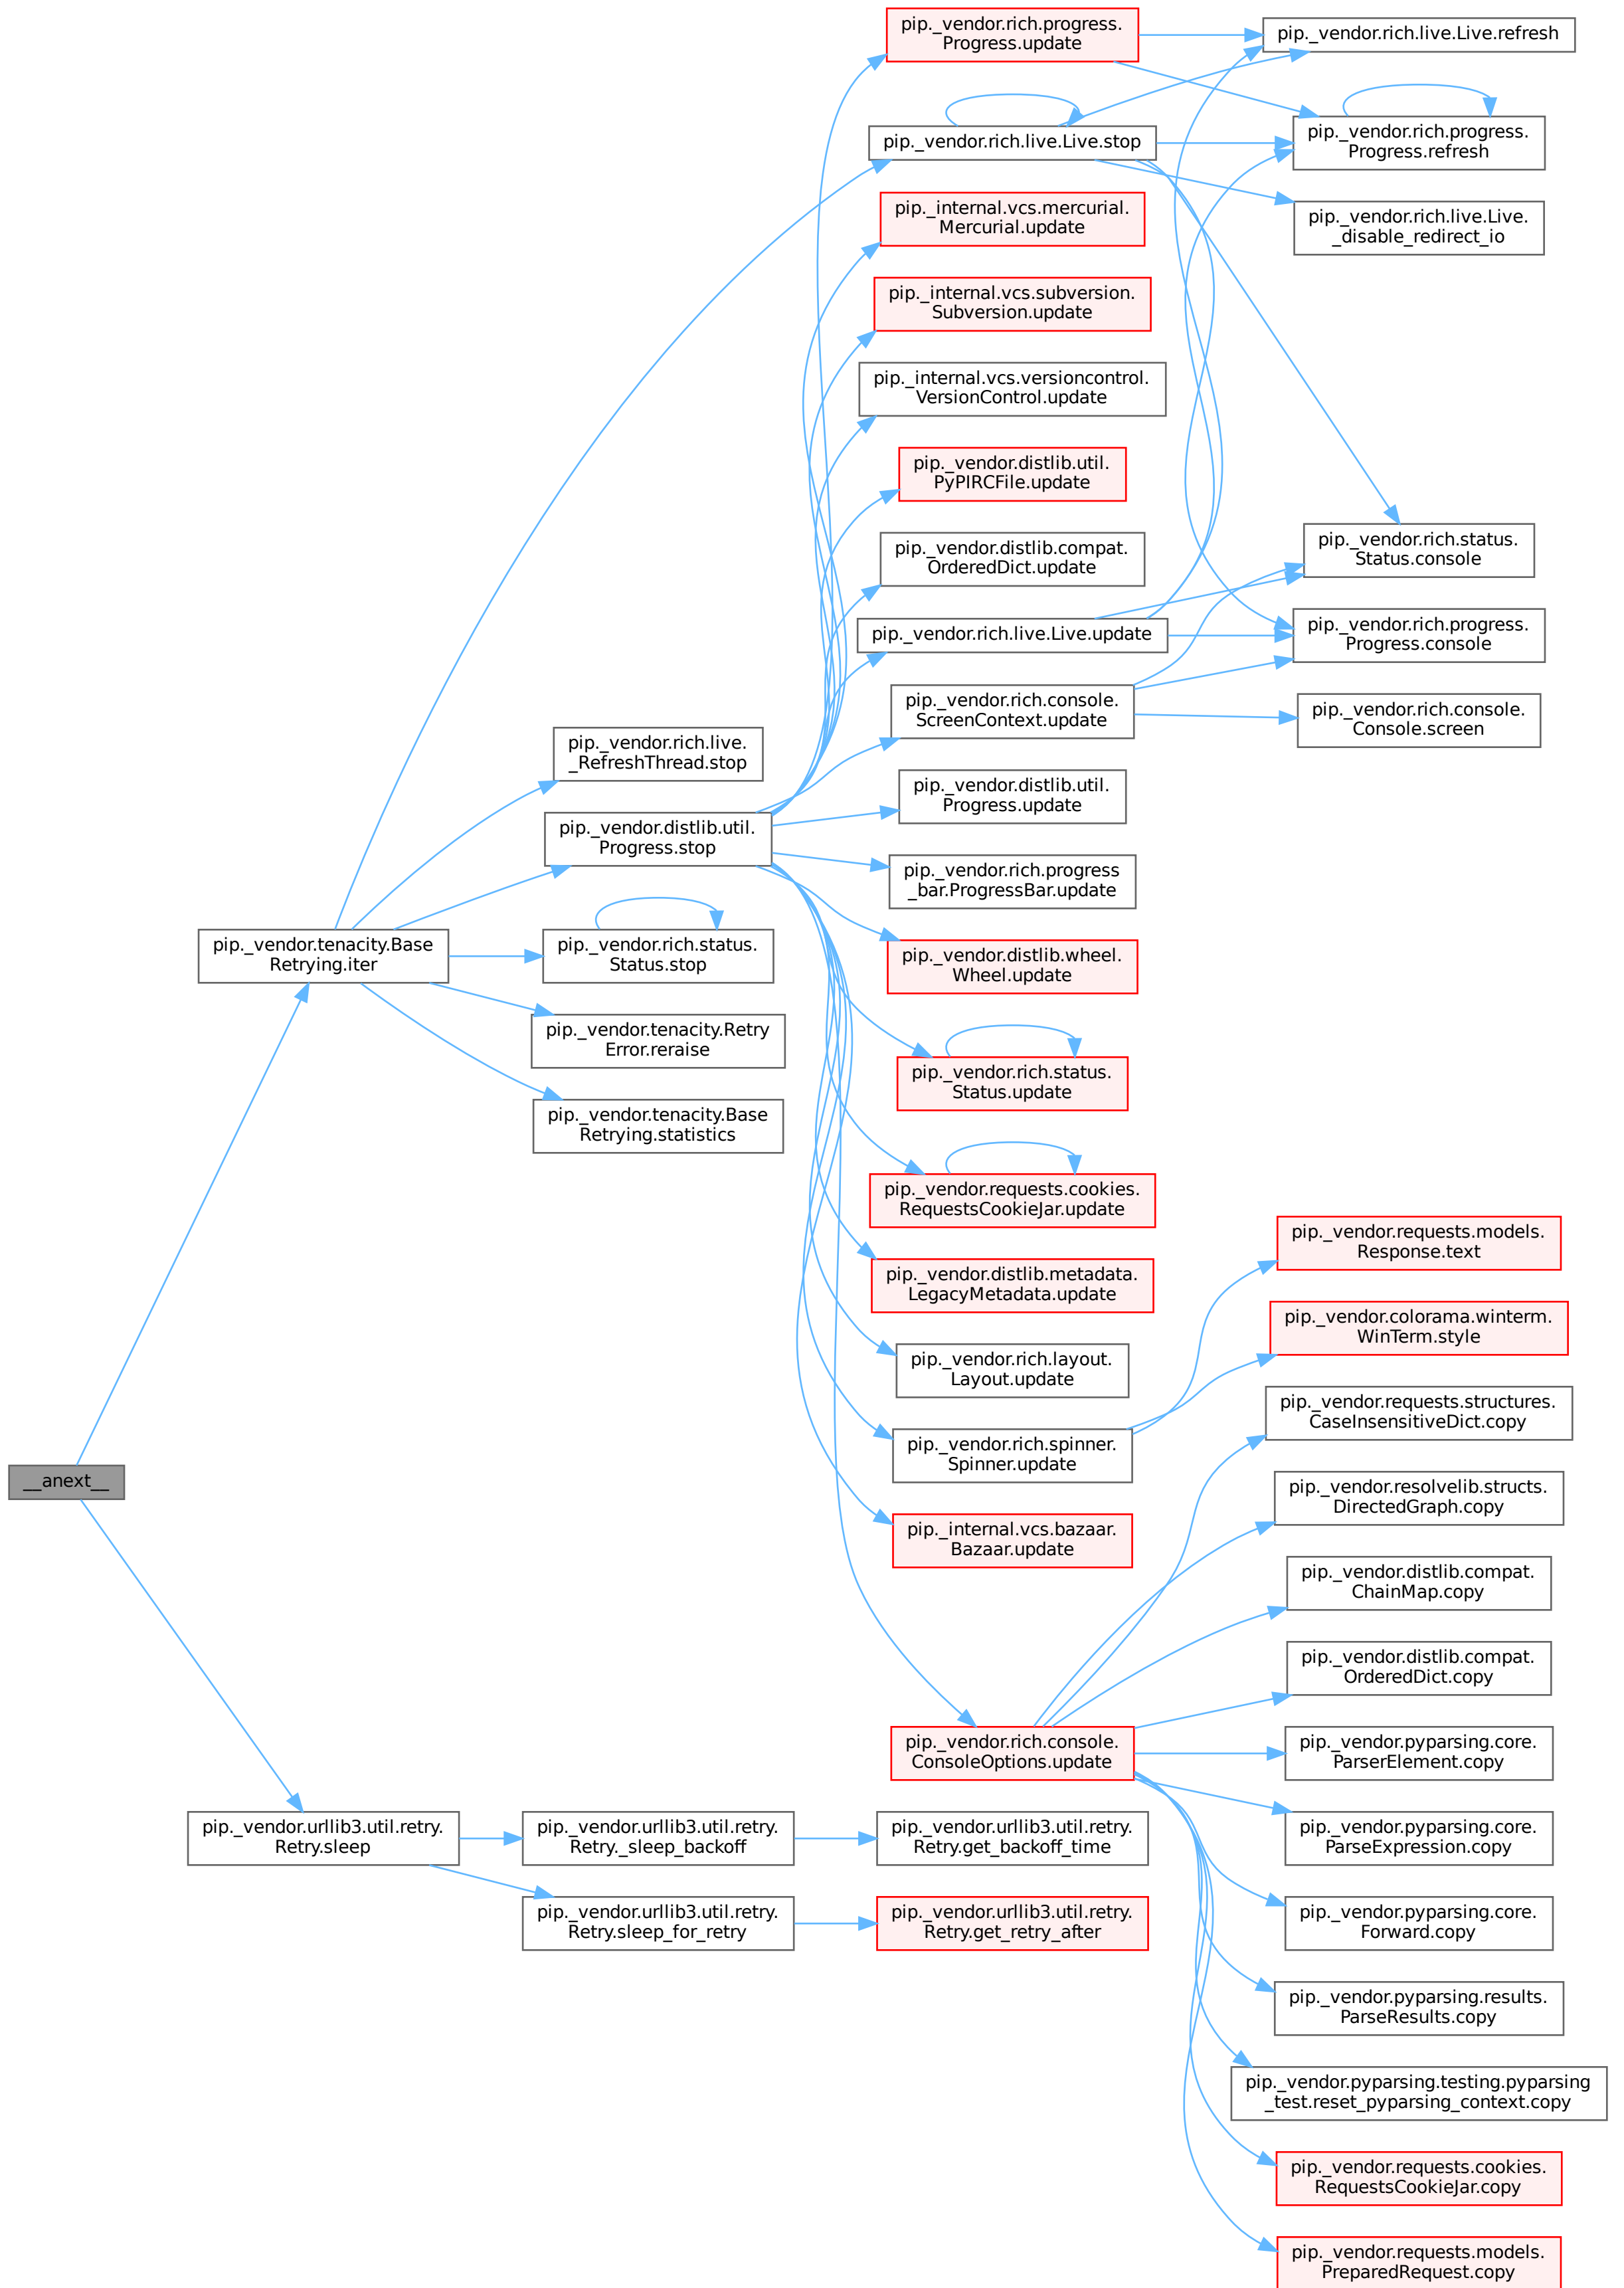 __anext__
pip._vendor.tenacity.Base
Retrying.iter
pip._vendor.urllib3.util.retry.
Retry.sleep
pip._vendor.rich.live.
_RefreshThread.stop
pip._vendor.distlib.util.
Progress.stop
pip._vendor.rich.status.
Status.stop
pip._vendor.tenacity.Retry
Error.reraise
pip._vendor.tenacity.Base
Retrying.statistics
pip._vendor.urllib3.util.retry.
Retry._sleep_backoff
pip._vendor.urllib3.util.retry.
Retry.sleep_for_retry
pip._vendor.rich.progress.
Progress.update
pip._vendor.rich.live.Live.stop
pip._internal.vcs.mercurial.
Mercurial.update
pip._internal.vcs.subversion.
Subversion.update
pip._internal.vcs.versioncontrol.
VersionControl.update
pip._vendor.distlib.util.
PyPIRCFile.update
pip._vendor.distlib.compat.
OrderedDict.update
pip._vendor.rich.live.Live.update
pip._vendor.rich.console.
ScreenContext.update
pip._vendor.distlib.util.
Progress.update
pip._vendor.rich.progress
_bar.ProgressBar.update
pip._vendor.distlib.wheel.
Wheel.update
pip._vendor.rich.status.
Status.update
pip._vendor.requests.cookies.
RequestsCookieJar.update
pip._vendor.distlib.metadata.
LegacyMetadata.update
pip._vendor.rich.layout.
Layout.update
pip._vendor.rich.spinner.
Spinner.update
pip._internal.vcs.bazaar.
Bazaar.update
pip._vendor.rich.console.
ConsoleOptions.update
pip._vendor.urllib3.util.retry.
Retry.get_backoff_time
pip._vendor.urllib3.util.retry.
Retry.get_retry_after
pip._vendor.rich.live.Live.refresh
pip._vendor.rich.progress.
Progress.refresh
pip._vendor.rich.live.Live.
_disable_redirect_io
pip._vendor.rich.status.
Status.console
pip._vendor.rich.progress.
Progress.console
pip._vendor.rich.console.
Console.screen
pip._vendor.requests.models.
Response.text
pip._vendor.colorama.winterm.
WinTerm.style
pip._vendor.requests.structures.
CaseInsensitiveDict.copy
pip._vendor.resolvelib.structs.
DirectedGraph.copy
pip._vendor.distlib.compat.
ChainMap.copy
pip._vendor.distlib.compat.
OrderedDict.copy
pip._vendor.pyparsing.core.
ParserElement.copy
pip._vendor.pyparsing.core.
ParseExpression.copy
pip._vendor.pyparsing.core.
Forward.copy
pip._vendor.pyparsing.results.
ParseResults.copy
pip._vendor.pyparsing.testing.pyparsing
_test.reset_pyparsing_context.copy
pip._vendor.requests.cookies.
RequestsCookieJar.copy
pip._vendor.requests.models.
PreparedRequest.copy